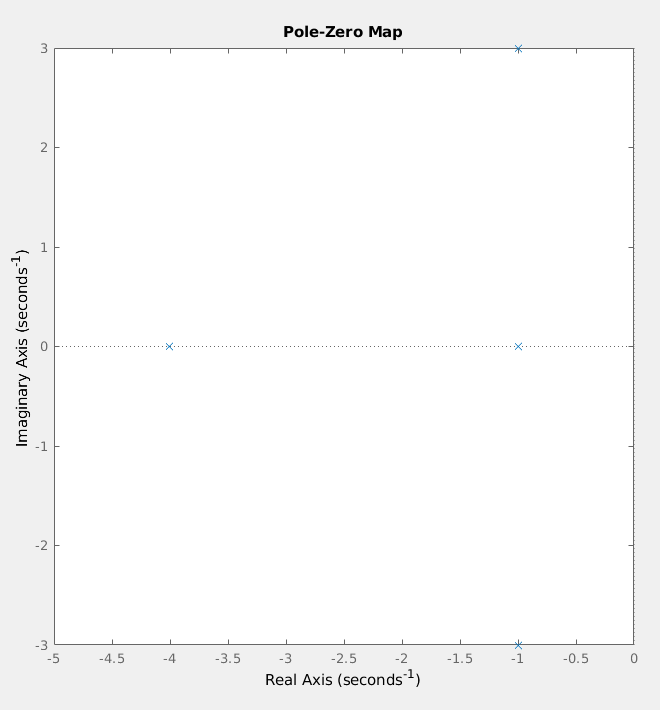 Pole-Zero Map
3
2
1
0
-1
-2
-3
Imaginary Axis (seconds⁻¹)
-5 -4.5 -4 -3.5 -3 -2.5 -2 -1.5 -1 -0.5 0
Real Axis (seconds⁻¹)